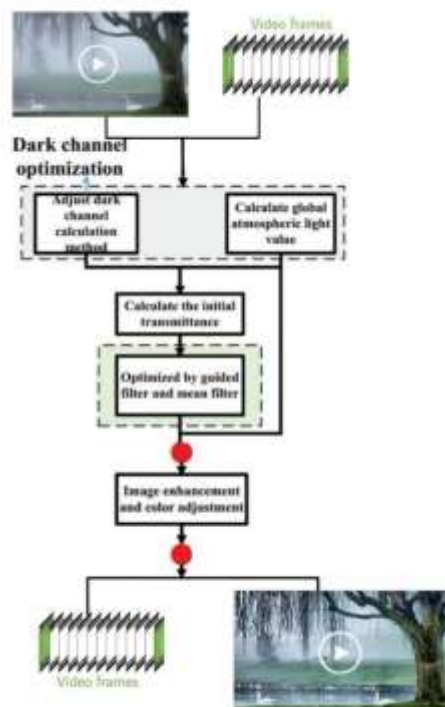 Video frames
Dark channel
optimization
Adjust dark
channel
calculation
method
Calculate global
atmospheric light
value
Calculate the initial
transmittance
Optimized by guided
filter and mean filter
Image enhancement
and color adjustment
Video frames